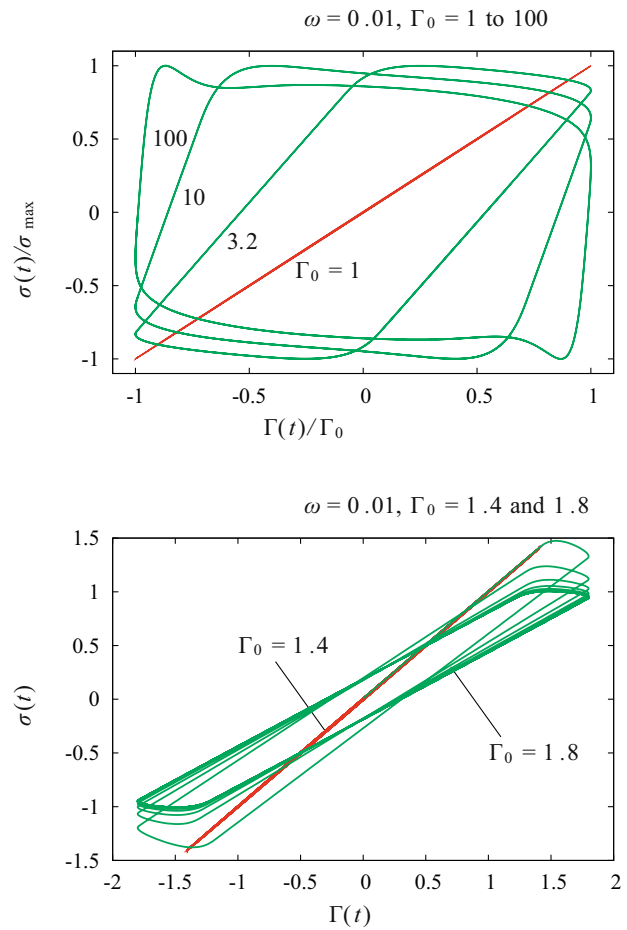 ω = 0.01, Γ0 = 1 to 100
1
0.5
0
-0.5
-1
σ(t)/σ max
100
10
3.2
Γ0 = 1
-1 -0.5 0 0.5 1
Γ(t)/Γ0
ω = 0.01, Γ0 = 1.4 and 1.8
1.5
1
0.5
0
-0.5
-1
-1.5
σ(t)
Γ0 = 1.4
Γ0 = 1.8
-2 -1.5 -1 -0.5 0 0.5 1 1.5 2
Γ(t)